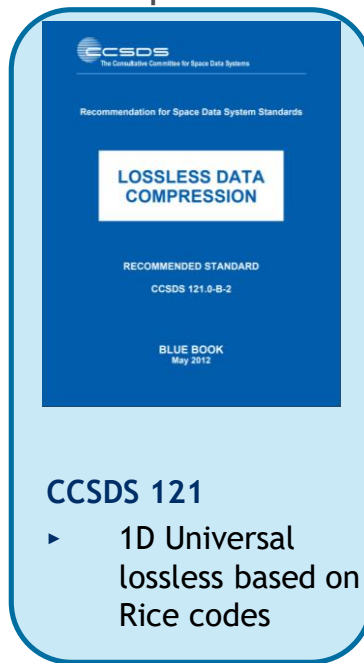 CCSDS
The Consultative Committee for Space Data Systems
Recommendation for Space Data System Standards
LOSSLESS DATA
COMPRESSION
RECOMMENDED STANDARD
CCSDS 121.0-B-2
BLUE BOOK
May 2012
CCSDS 121
► 1D Universal
lossless based on
Rice codes